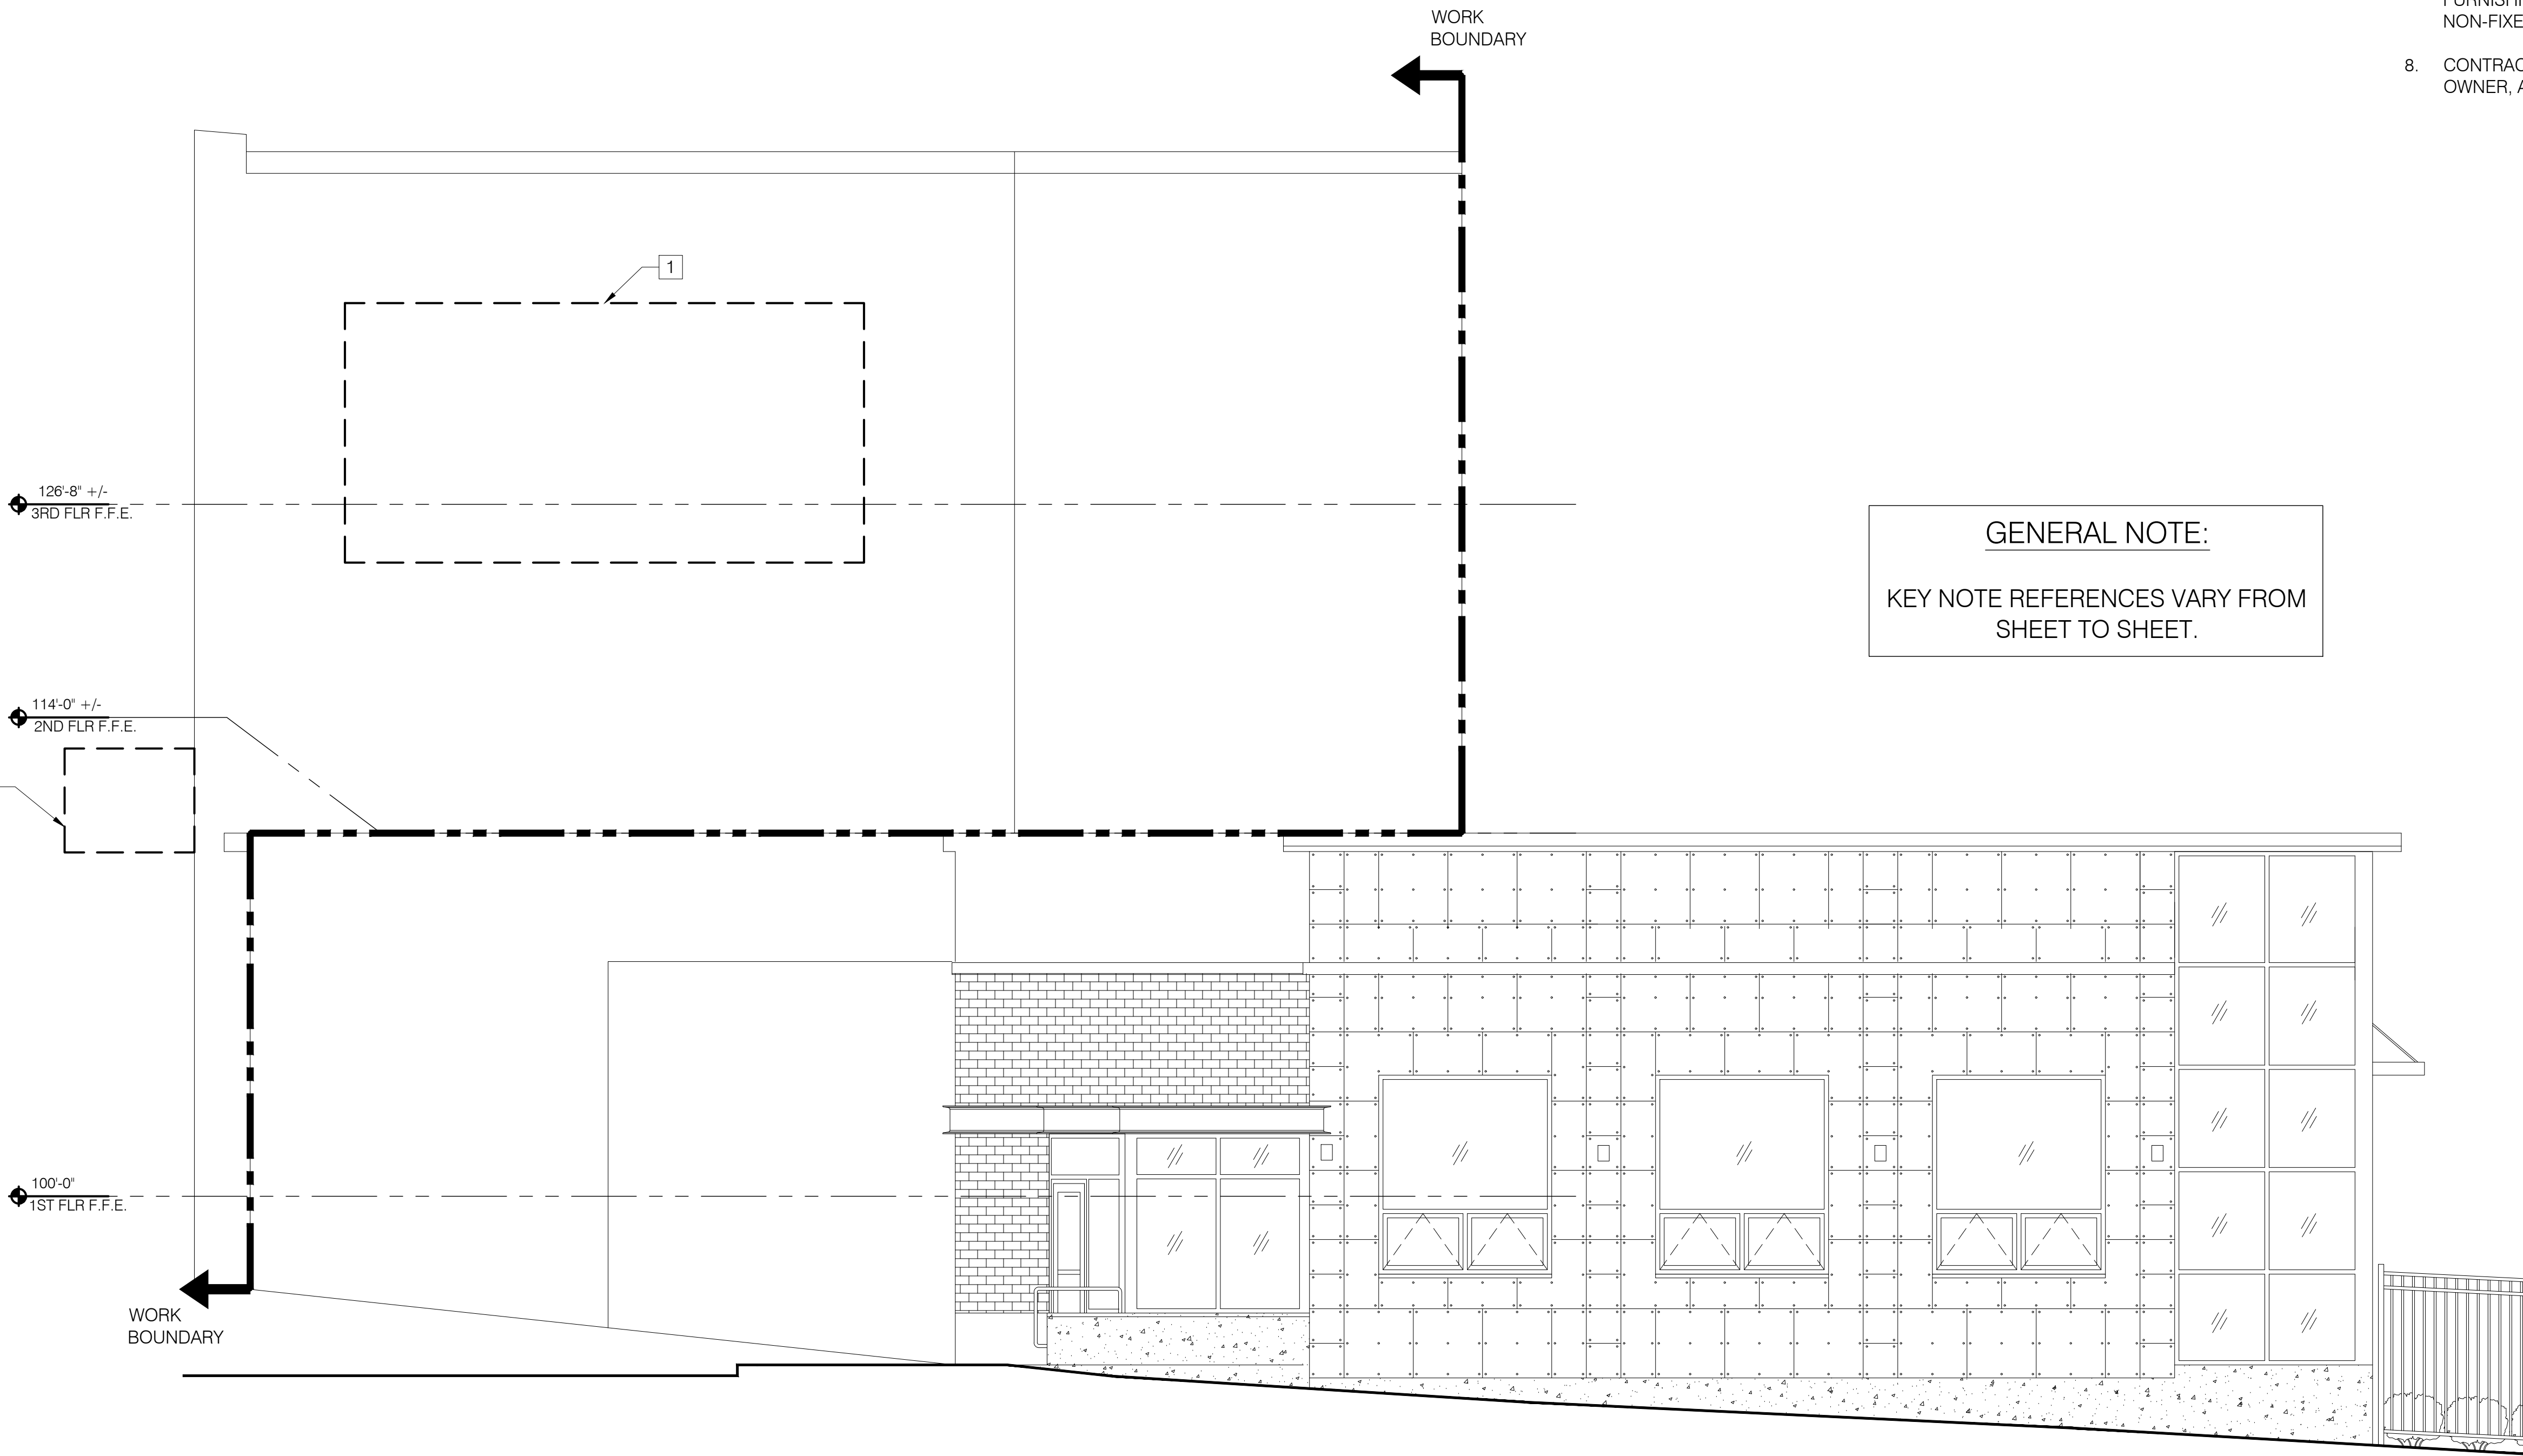 WORK
BOUNDARY
NON-FIXE
8. CONTRAC
OWNER, A
1
126'-8" +/-
3RD FLR F.F.E.
GENERAL NOTE:
KEY NOTE REFERENCES VARY FROM
SHEET TO SHEET.
114'-0" +/-
2ND FLR F.F.E.
100'-0"
1ST FLR F.F.E.
WORK
BOUNDARY